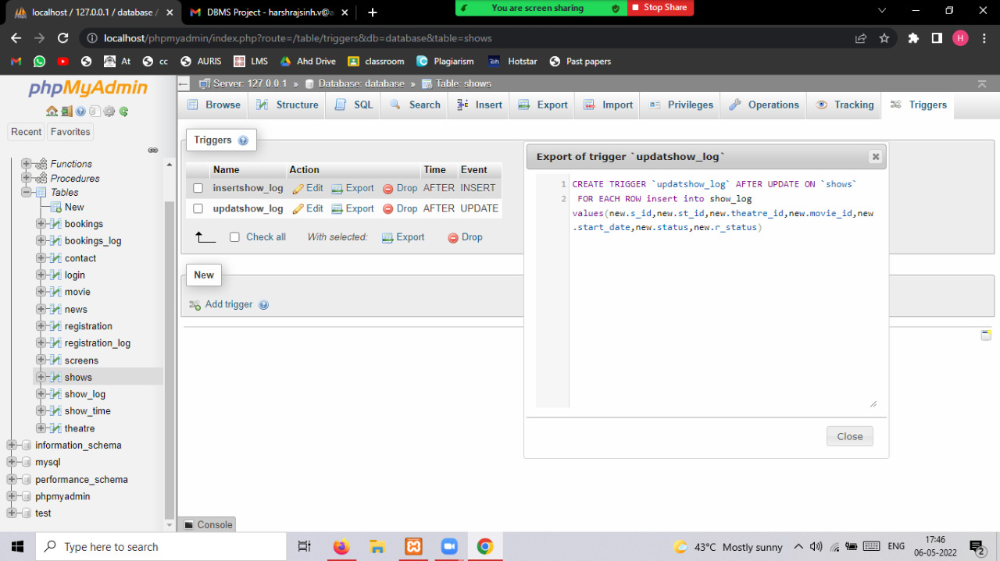 localhost / 127.0.0.1 / database /
DBMS Project - harshrajsinh.v@a
You are screen sharing
Stop Share
localhost/phpmyadmin/index.php?route=/table/triggers&db=database&table=shows
H
At
cc
AURIS
LMS
Ahd Drive
classroom
Plagiarism
Hotstar
Past papers
phpMyAdmin
Server: 127.0.0.1 » Database: database » Table: shows
Browse
Structure
SQL
Search
Insert
Export
Import
Privileges
Operations
Tracking
Triggers
Recent
Favorites
Functions
Procedures
Tables
New
bookings
bookings_log
contact
login
movie
news
registration
registration_log
screens
shows
show_log
show_time
theatre
information_schema
mysql
performance_schema
phpmyadmin
test
Triggers
Name Action Time Event
insertshow_log Edit Export Drop AFTER INSERT
updatshow_log Edit Export Drop AFTER UPDATE
Check all With selected: Export Drop
New
Add trigger
Export of trigger `updatshow_log`
1 CREATE TRIGGER `updatshow_log` AFTER UPDATE ON `shows`
2 FOR EACH ROW insert into show_log
values(new.s_id,new.st_id,new.theatre_id,new.movie_id,new
.start_date,new.status,new.r_status)
Close
Console
Type here to search
43°C Mostly sunny
ENG
17:46
06-05-2022
2